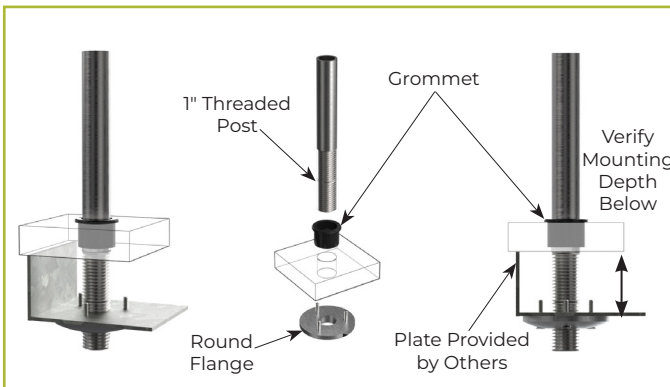 1" Threaded
Post
Grommet
Verify
Mounting
Depth
Below
Round
Flange
Plate Provided
by Others